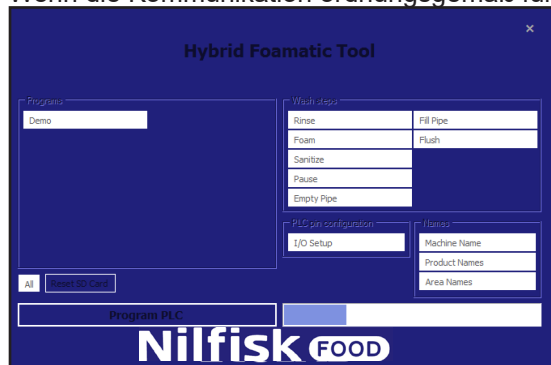 Wenn die Kommunikation ordnungsgemäß
×
Hybrid Foamatic Tool
Programs
Demo
Wash steps
Rinse
Fill Pipe
Foam
Flush
Sanitize
Pause
Empty Pipe
PLC pin configuration
I/O Setup
Names
Machine Name
Product Names
Area Names
All
Reset SD Card
Program PLC
Nilfisk FOOD